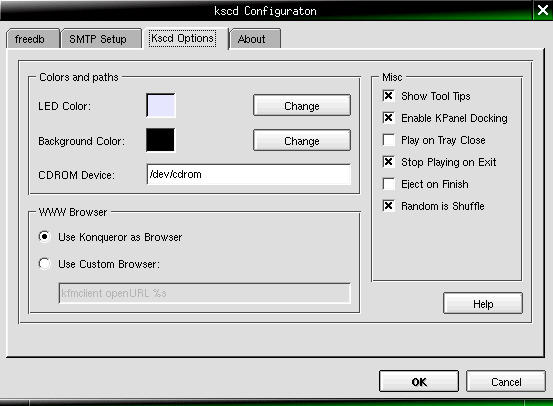 kscd Configuraton
freedb
SMTP Setup
Kscd Options
About
Colors and paths
LED Color:
Change
Background Color:
Change
CDROM Device:
/dev/cdrom
WWW Browser
Use Konqueror as Browser
Use Custom Browser:
kfmclient openURL %s
Misc
Show Tool Tips
Enable KPanel Docking
Play on Tray Close
Stop Playing on Exit
Eject on Finish
Random is Shuffle
Help
OK
Cancel